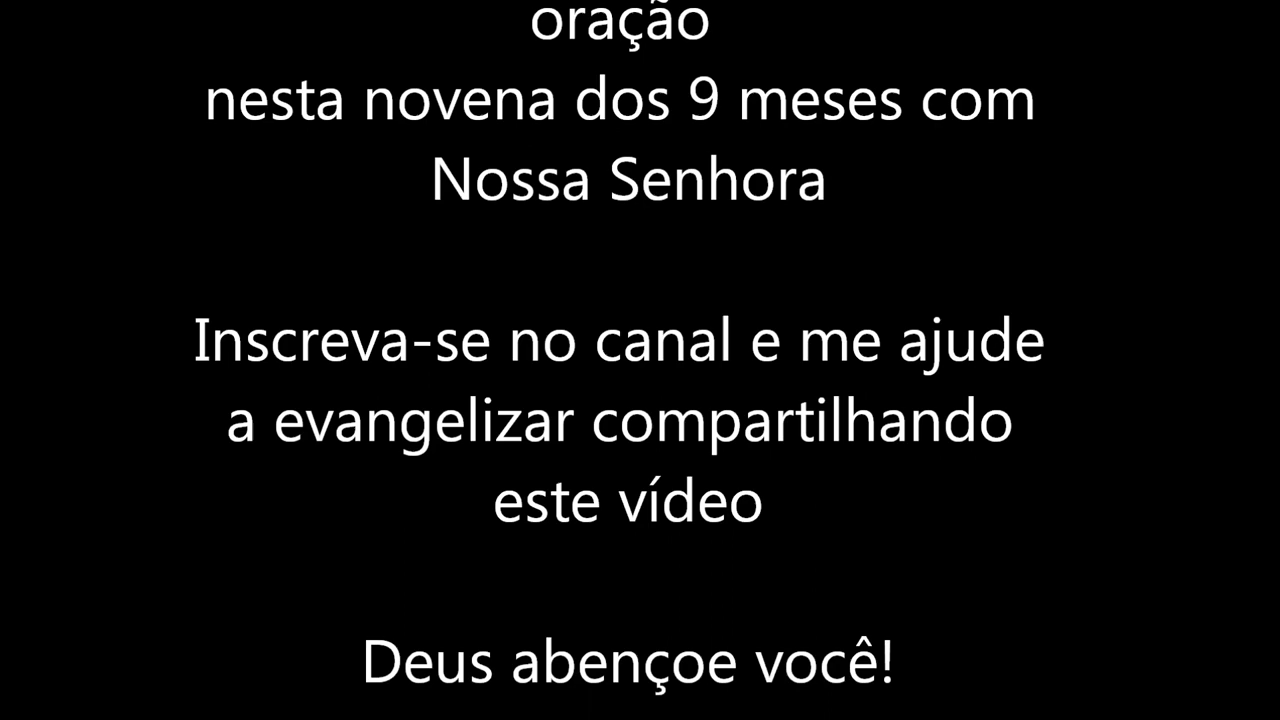 oração
nesta novena dos 9 meses com
Nossa Senhora
Inscreva-se no canal e me ajude
a evangelizar compartilhando
este vídeo
Deus abençoe você!